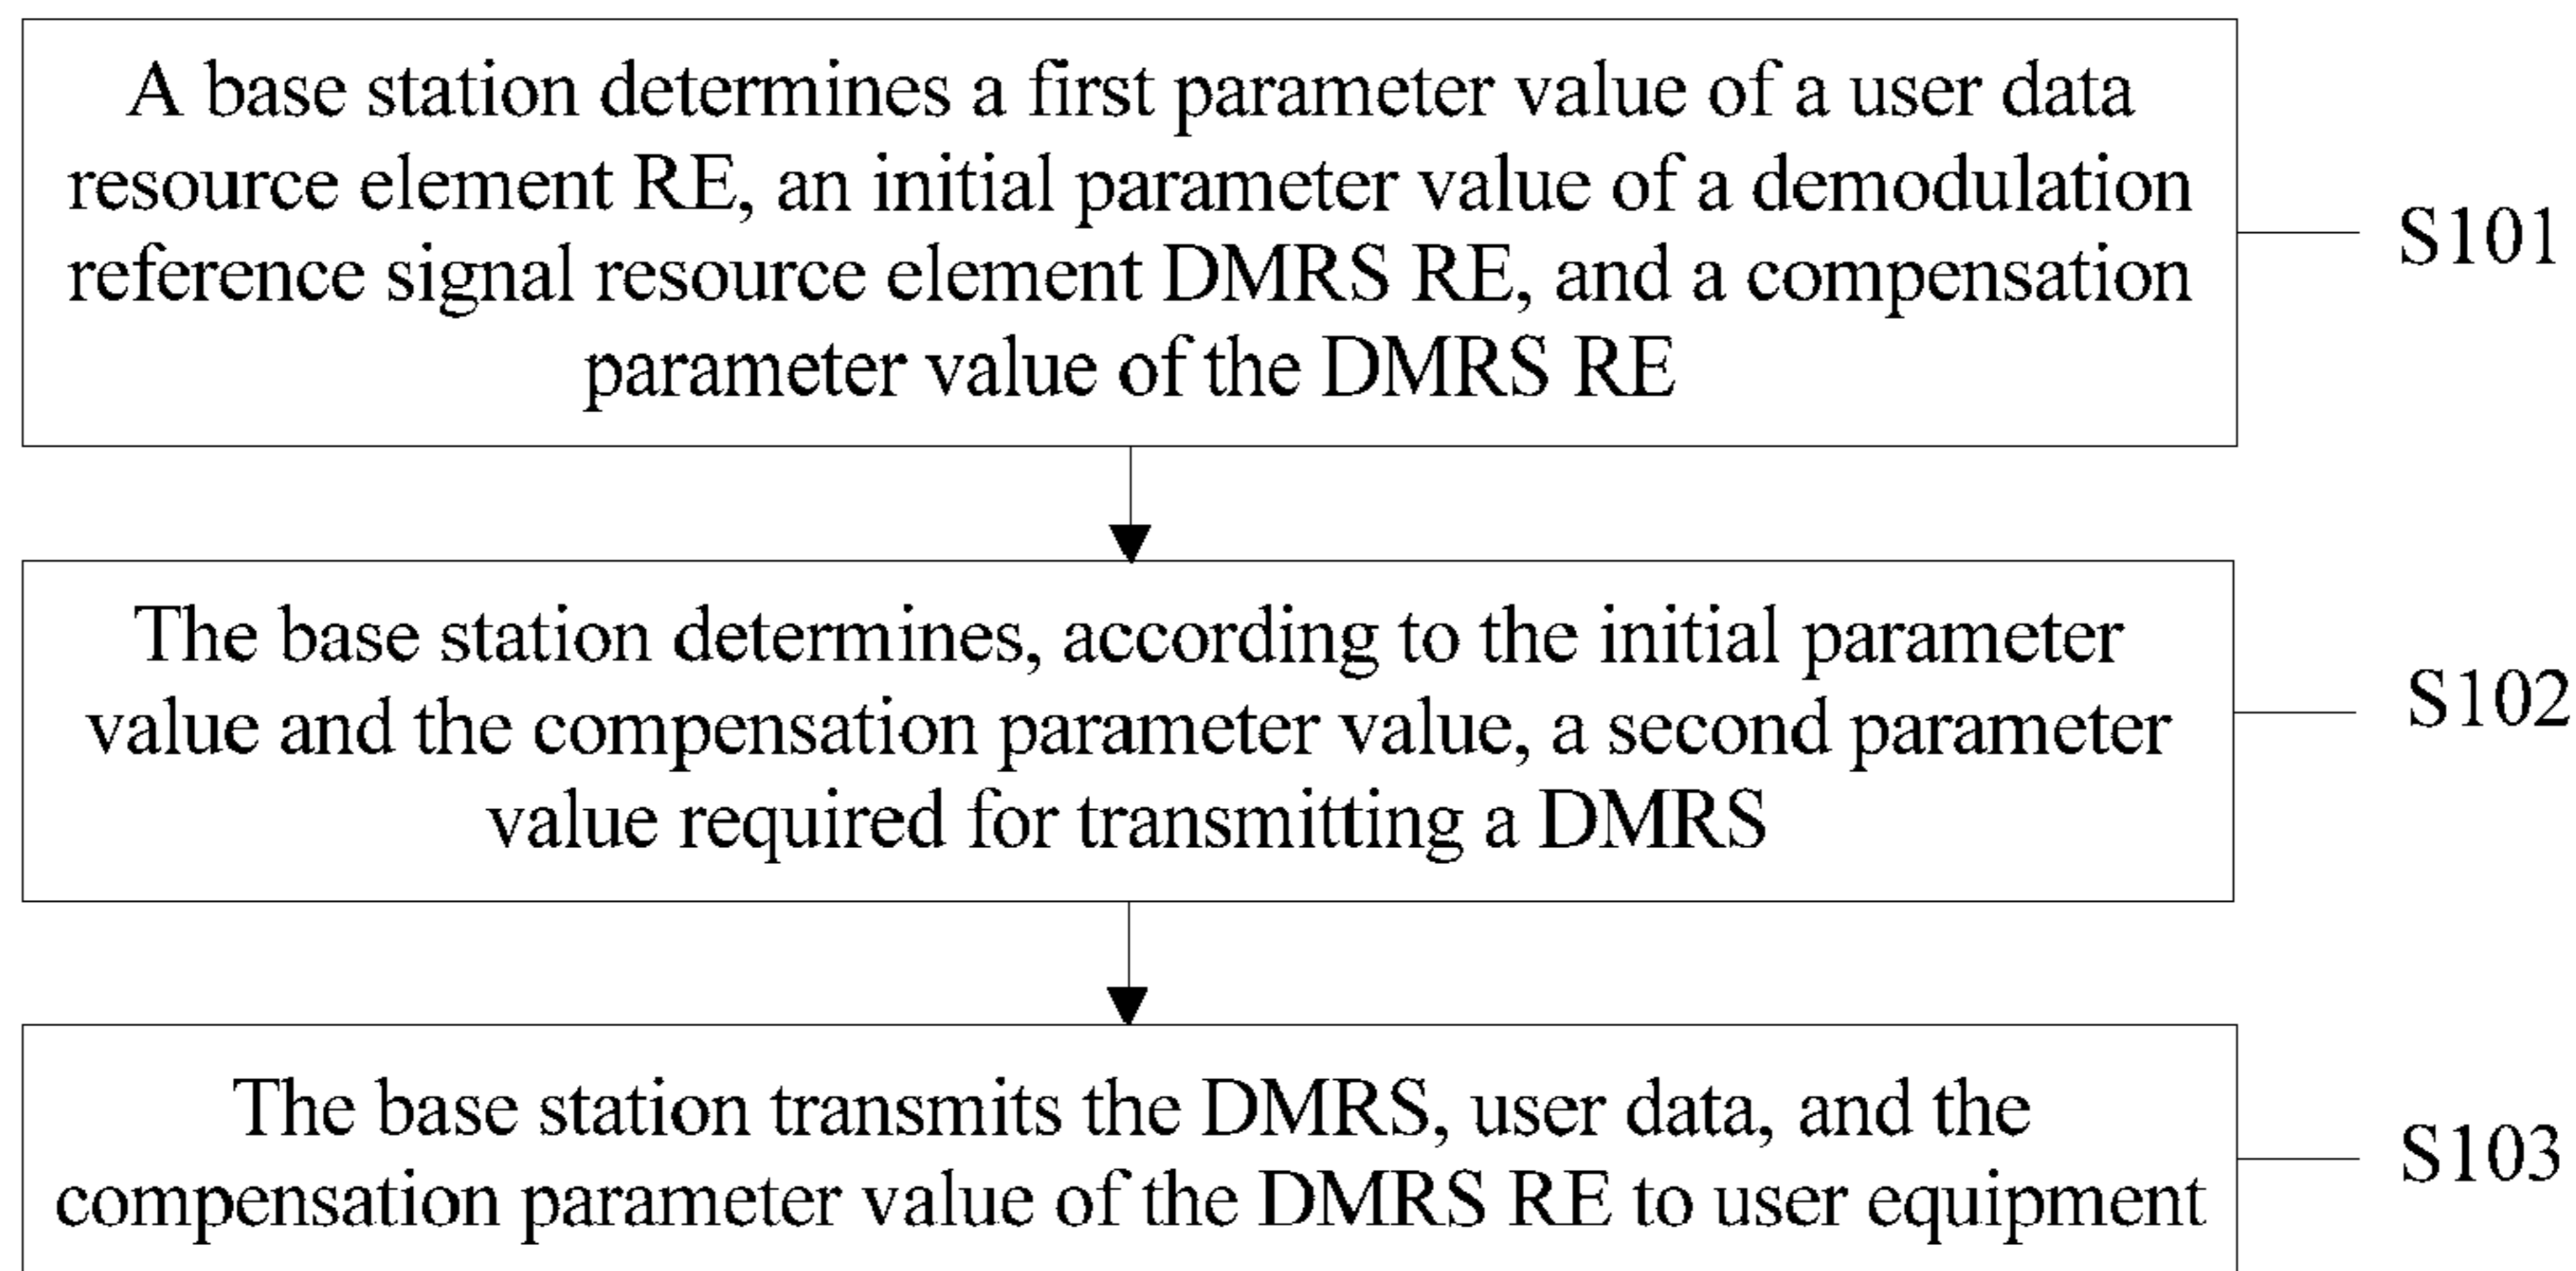 A base station determines a first parameter value of a user data
resource element RE, an initial parameter value of a demodulation
reference signal resource element DMRS RE, and a compensation
parameter value of the DMRS RE
S101
The base station determines, according to the initial parameter
value and the compensation parameter value, a second parameter
value required for transmitting a DMRS
S102
The base station transmits the DMRS, user data, and the
compensation parameter value of the DMRS RE to user equipment
S103